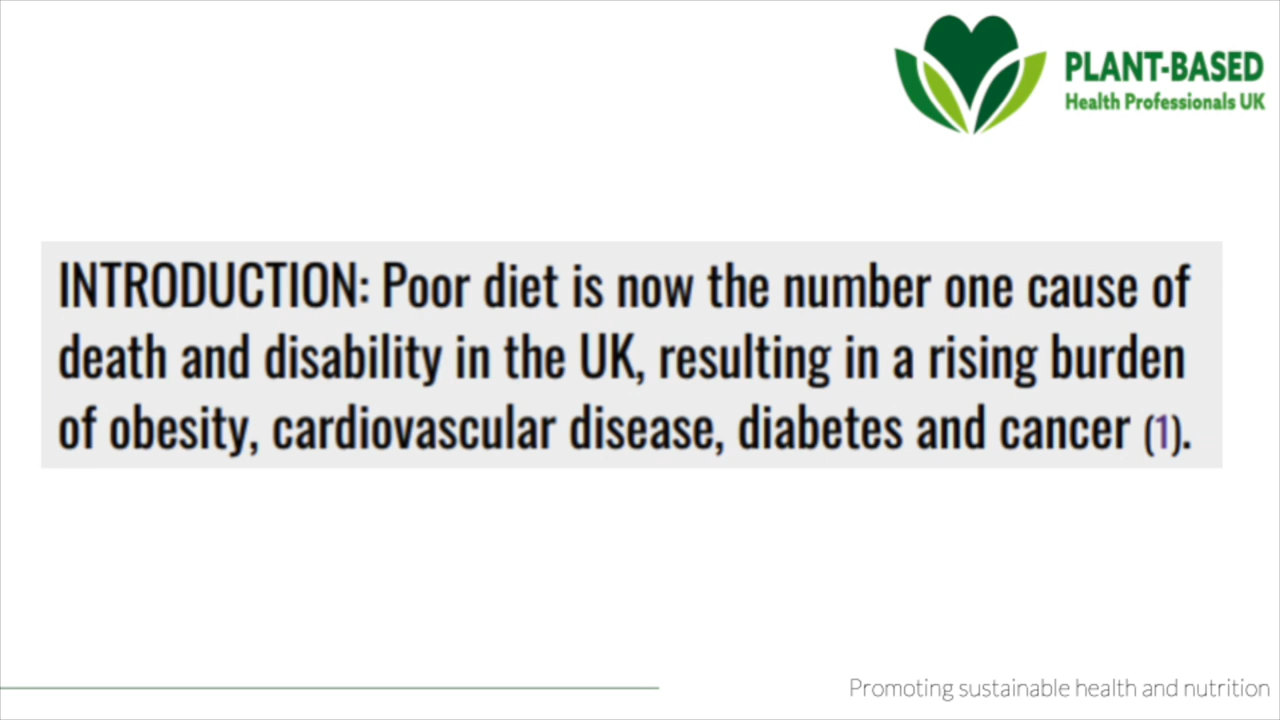 PLANT-BASED
Health Professionals UK
INTRODUCTION: Poor diet is now the number one cause of
death and disability in the UK, resulting in a rising burden
of obesity, cardiovascular disease, diabetes and cancer (1).
Promoting sustainable health and nutrition